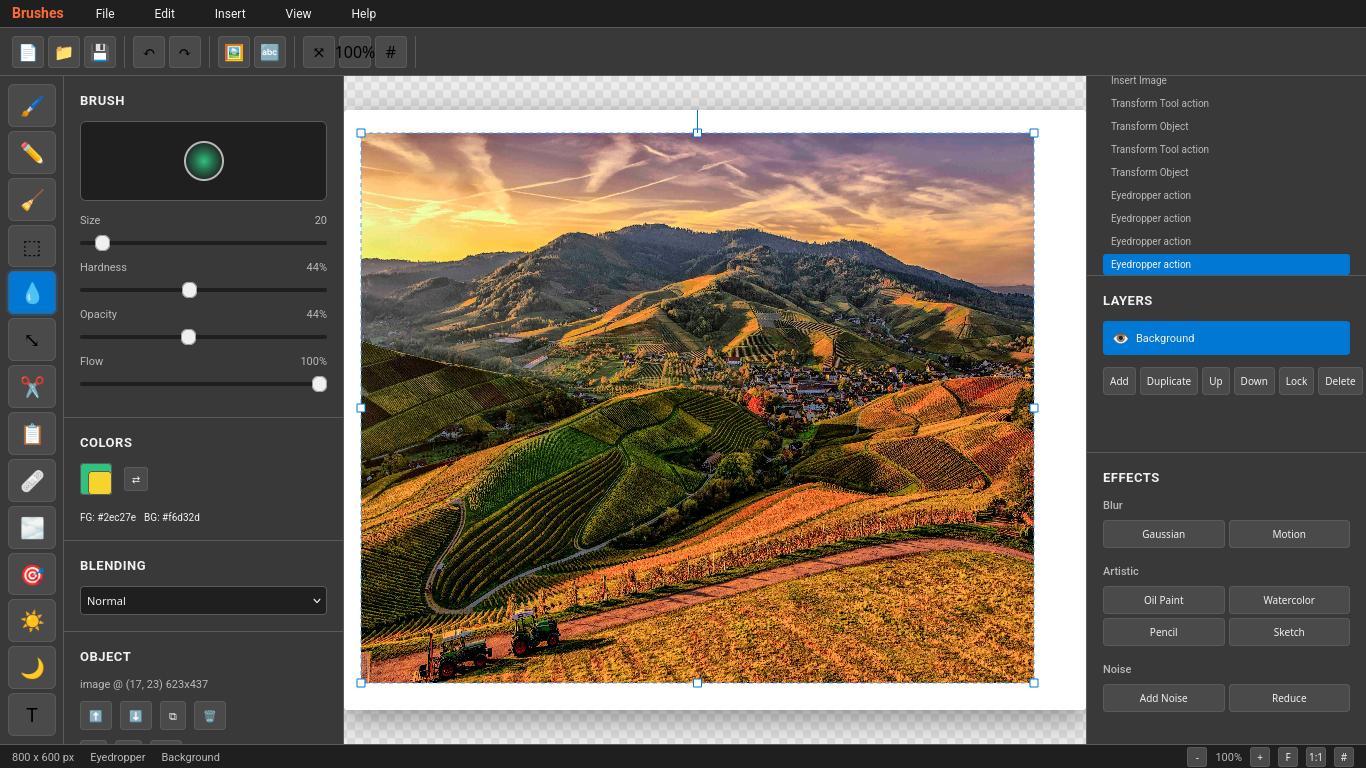 Brushes File Edit Insert View Help
100% #
BRUSH
Size 20
Hardness 44%
Opacity 44%
Flow 100%
COLORS
FG: #2ec27e BG: #f6d32d
BLENDING
Normal
OBJECT
image @ (17, 23) 623x437
T
Insert Image
Transform Tool action
Transform Object
Transform Tool action
Transform Object
Eyedropper action
Eyedropper action
Eyedropper action
Eyedropper action
LAYERS
Background
Add Duplicate Up Down Lock Delete
EFFECTS
Blur
Gaussian Motion
Artistic
Oil Paint Watercolor
Pencil Sketch
Noise
Add Noise Reduce
800 x 600 px Eyedropper Background - 100% + F 1:1 #